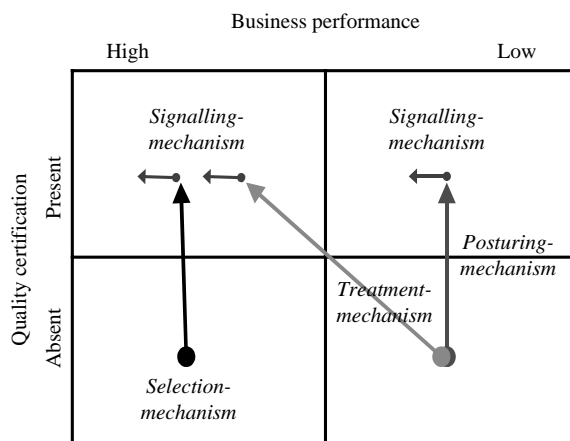 Business performance
High
Low
Quality certification
Present
Absent
Signalling-
mechanism
Signalling-
mechanism
Posturing-
mechanism
Treatment-
mechanism
Selection-
mechanism